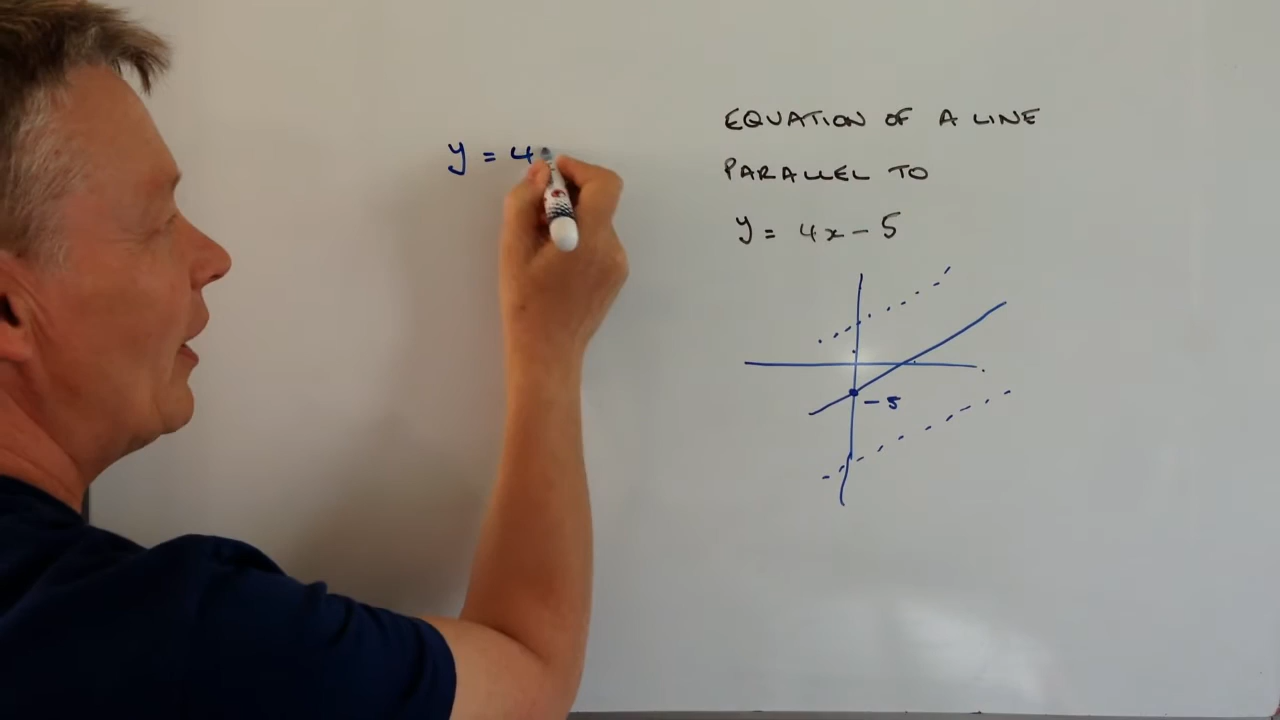 y = 4
EQUATION OF A LINE
PARALLEL TO
y = 4x - 5
-5